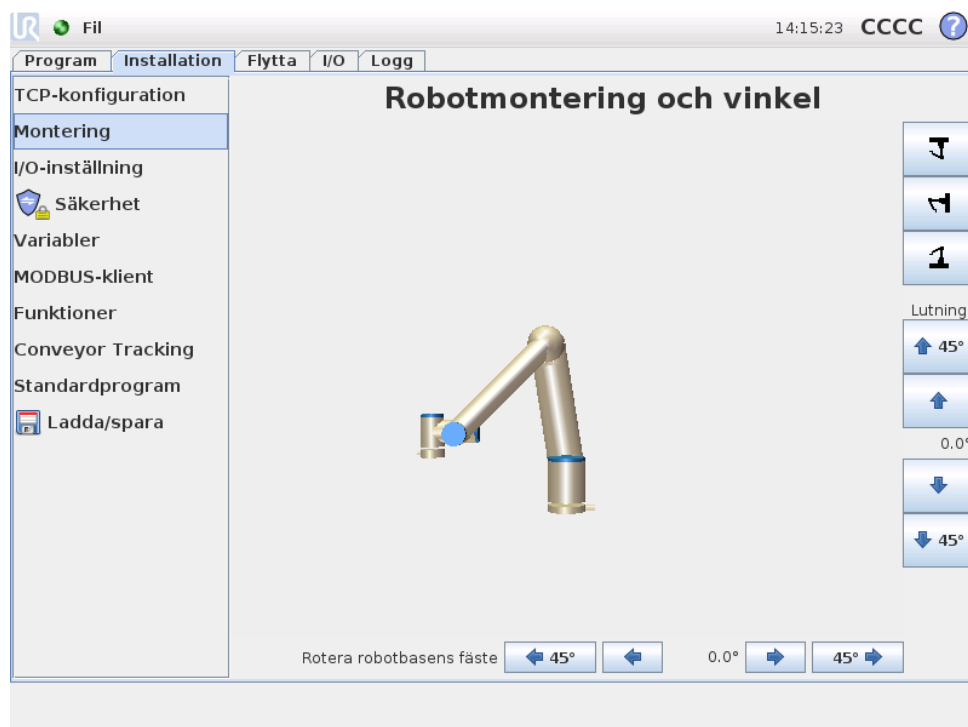 UR Fil 14:15:23 CCCC ?
Program Installation Flytta I/O Logg
TCP-konfiguration
Montering
I/O-inställning
Säkerhet
Variabler
MODBUS-klient
Funktioner
Conveyor Tracking
Standardprogram
Ladda/spara
Robotmontering och vinkel
Lutning
45°
0.0°
45°
Rotera robotbasens fäste 45° 0.0° 45°